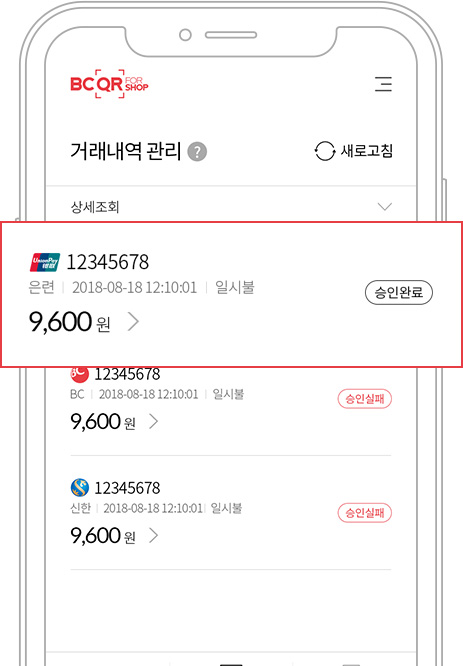 BC QR FOR SHOP
거래내역 관리 ? 새로고침
상세조회
UnionPay 银联 12345678
은련 2018-08-18 12:10:01 일시불
승인완료
9,600 원
12345678
BC 2018-08-18 12:10:01 일시불
승인실패
9,600 원
12345678
신한 2018-08-18 12:10:01 일시불
승인실패
9,600 원